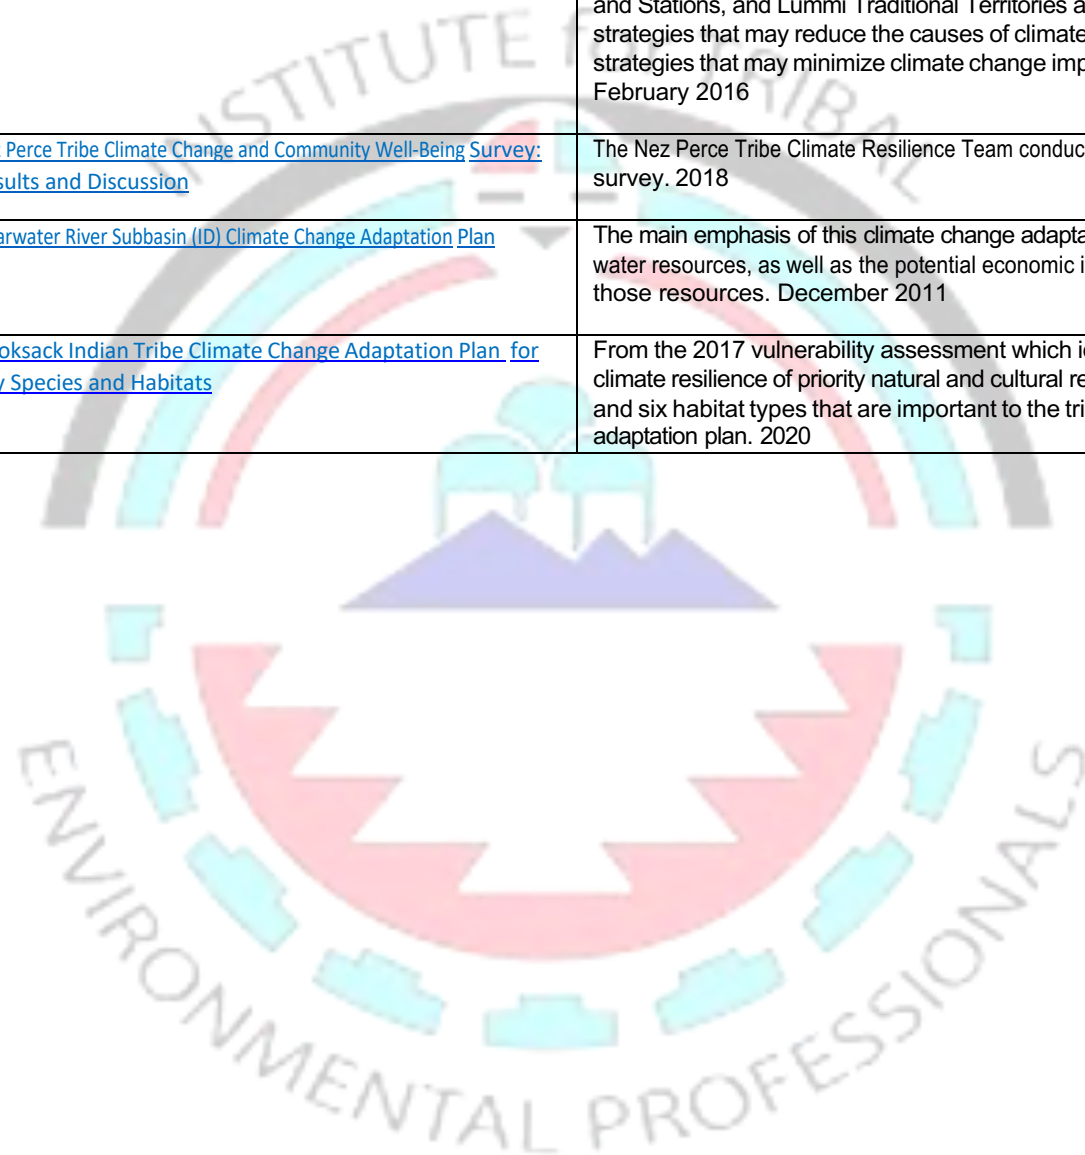 and Stations, and Lummi Traditional Territories a
strategies that may reduce the causes of climate
strategies that may minimize climate change imp
February 2016
Perce Tribe Climate Change and Community Well-Being Survey:
sults and Discussion
The Nez Perce Tribe Climate Resilience Team conduc
survey. 2018
arwater River Subbasin (ID) Climate Change Adaptation Plan
The main emphasis of this climate change adapta
water resources, as well as the potential economic i
those resources. December 2011
oksack Indian Tribe Climate Change Adaptation Plan for
y Species and Habitats
From the 2017 vulnerability assessment which i
climate resilience of priority natural and cultural re
and six habitat types that are important to the tri
adaptation plan. 2020
INSTITUTE for TRIBAL
ENVIRONMENTAL PROFESSIONALS